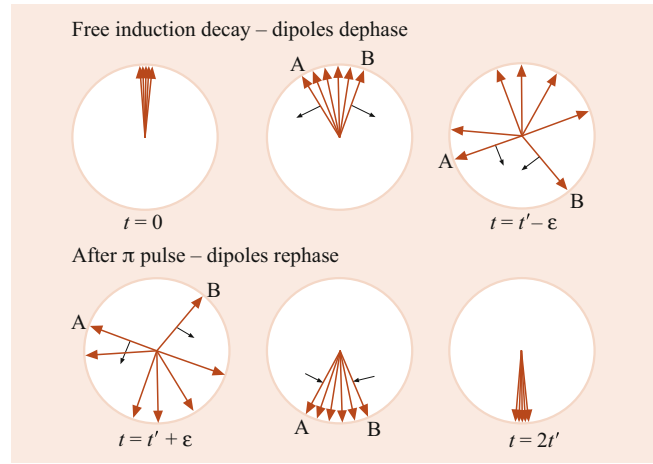 Free induction decay – dipoles dephase
A B
A
B
t = 0
t = t′ – ε
After π pulse – dipoles rephase
B
A
A B
t = t′ + ε
t = 2t′